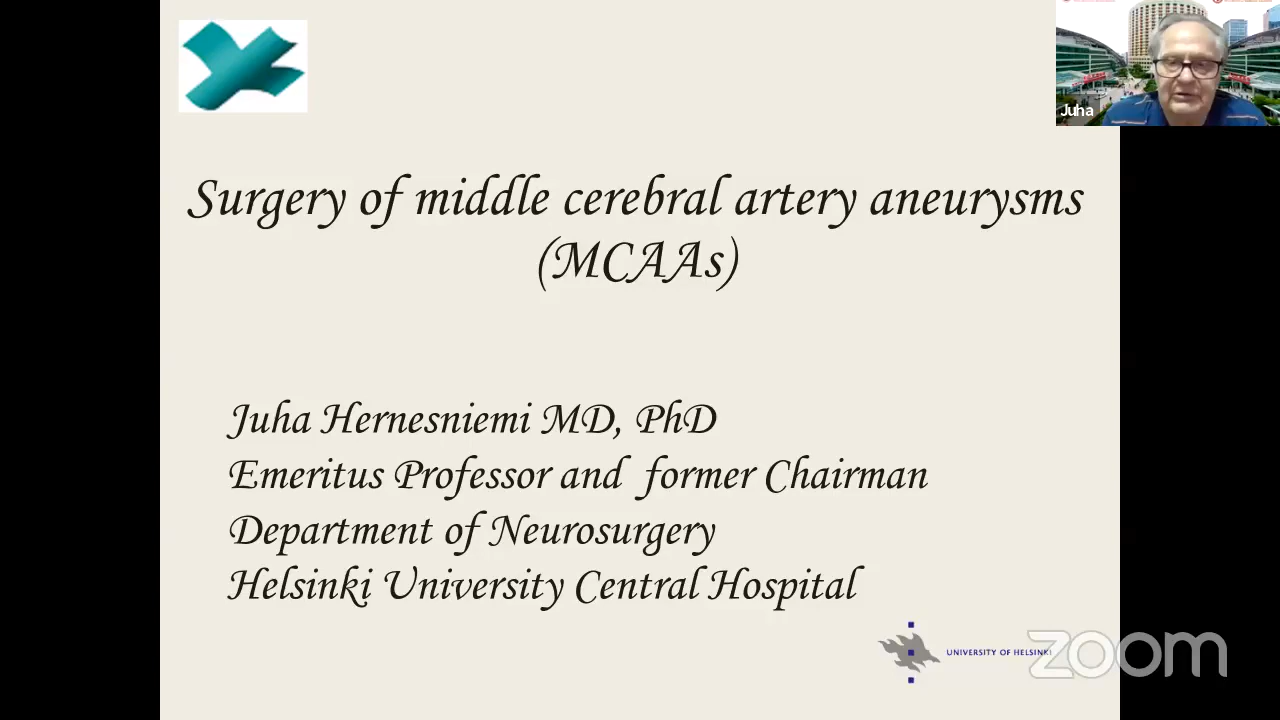 Juha
Surgery of middle cerebral artery aneurysms
(MCAAs)
Juha Hernesniemi MD, PhD
Emeritus Professor and former Chairman
Department of Neurosurgery
Helsinki University Central Hospital
UNIVERSITY OF HELSINKI
zoom